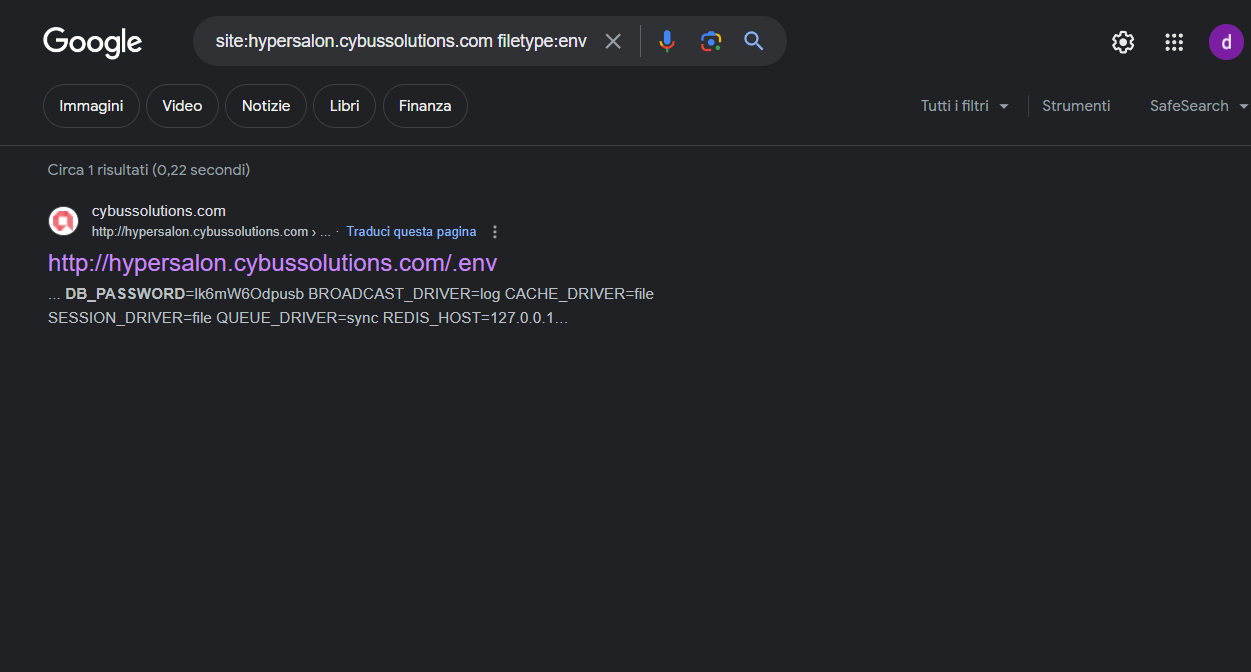 Google
site:hypersalon.cybussolutions.com filetype:env
d
Immagini
Video
Notizie
Libri
Finanza
Tutti i filtri
Strumenti
SafeSearch
Circa 1 risultati (0,22 secondi)
cybussolutions.com
http://hypersalon.cybussolutions.com › ... · Traduci questa pagina
http://hypersalon.cybussolutions.com/.env
... DB_PASSWORD=lk6mW6Odpusb BROADCAST_DRIVER=log CACHE_DRIVER=file
SESSION_DRIVER=file QUEUE_DRIVER=sync REDIS_HOST=127.0.0.1...